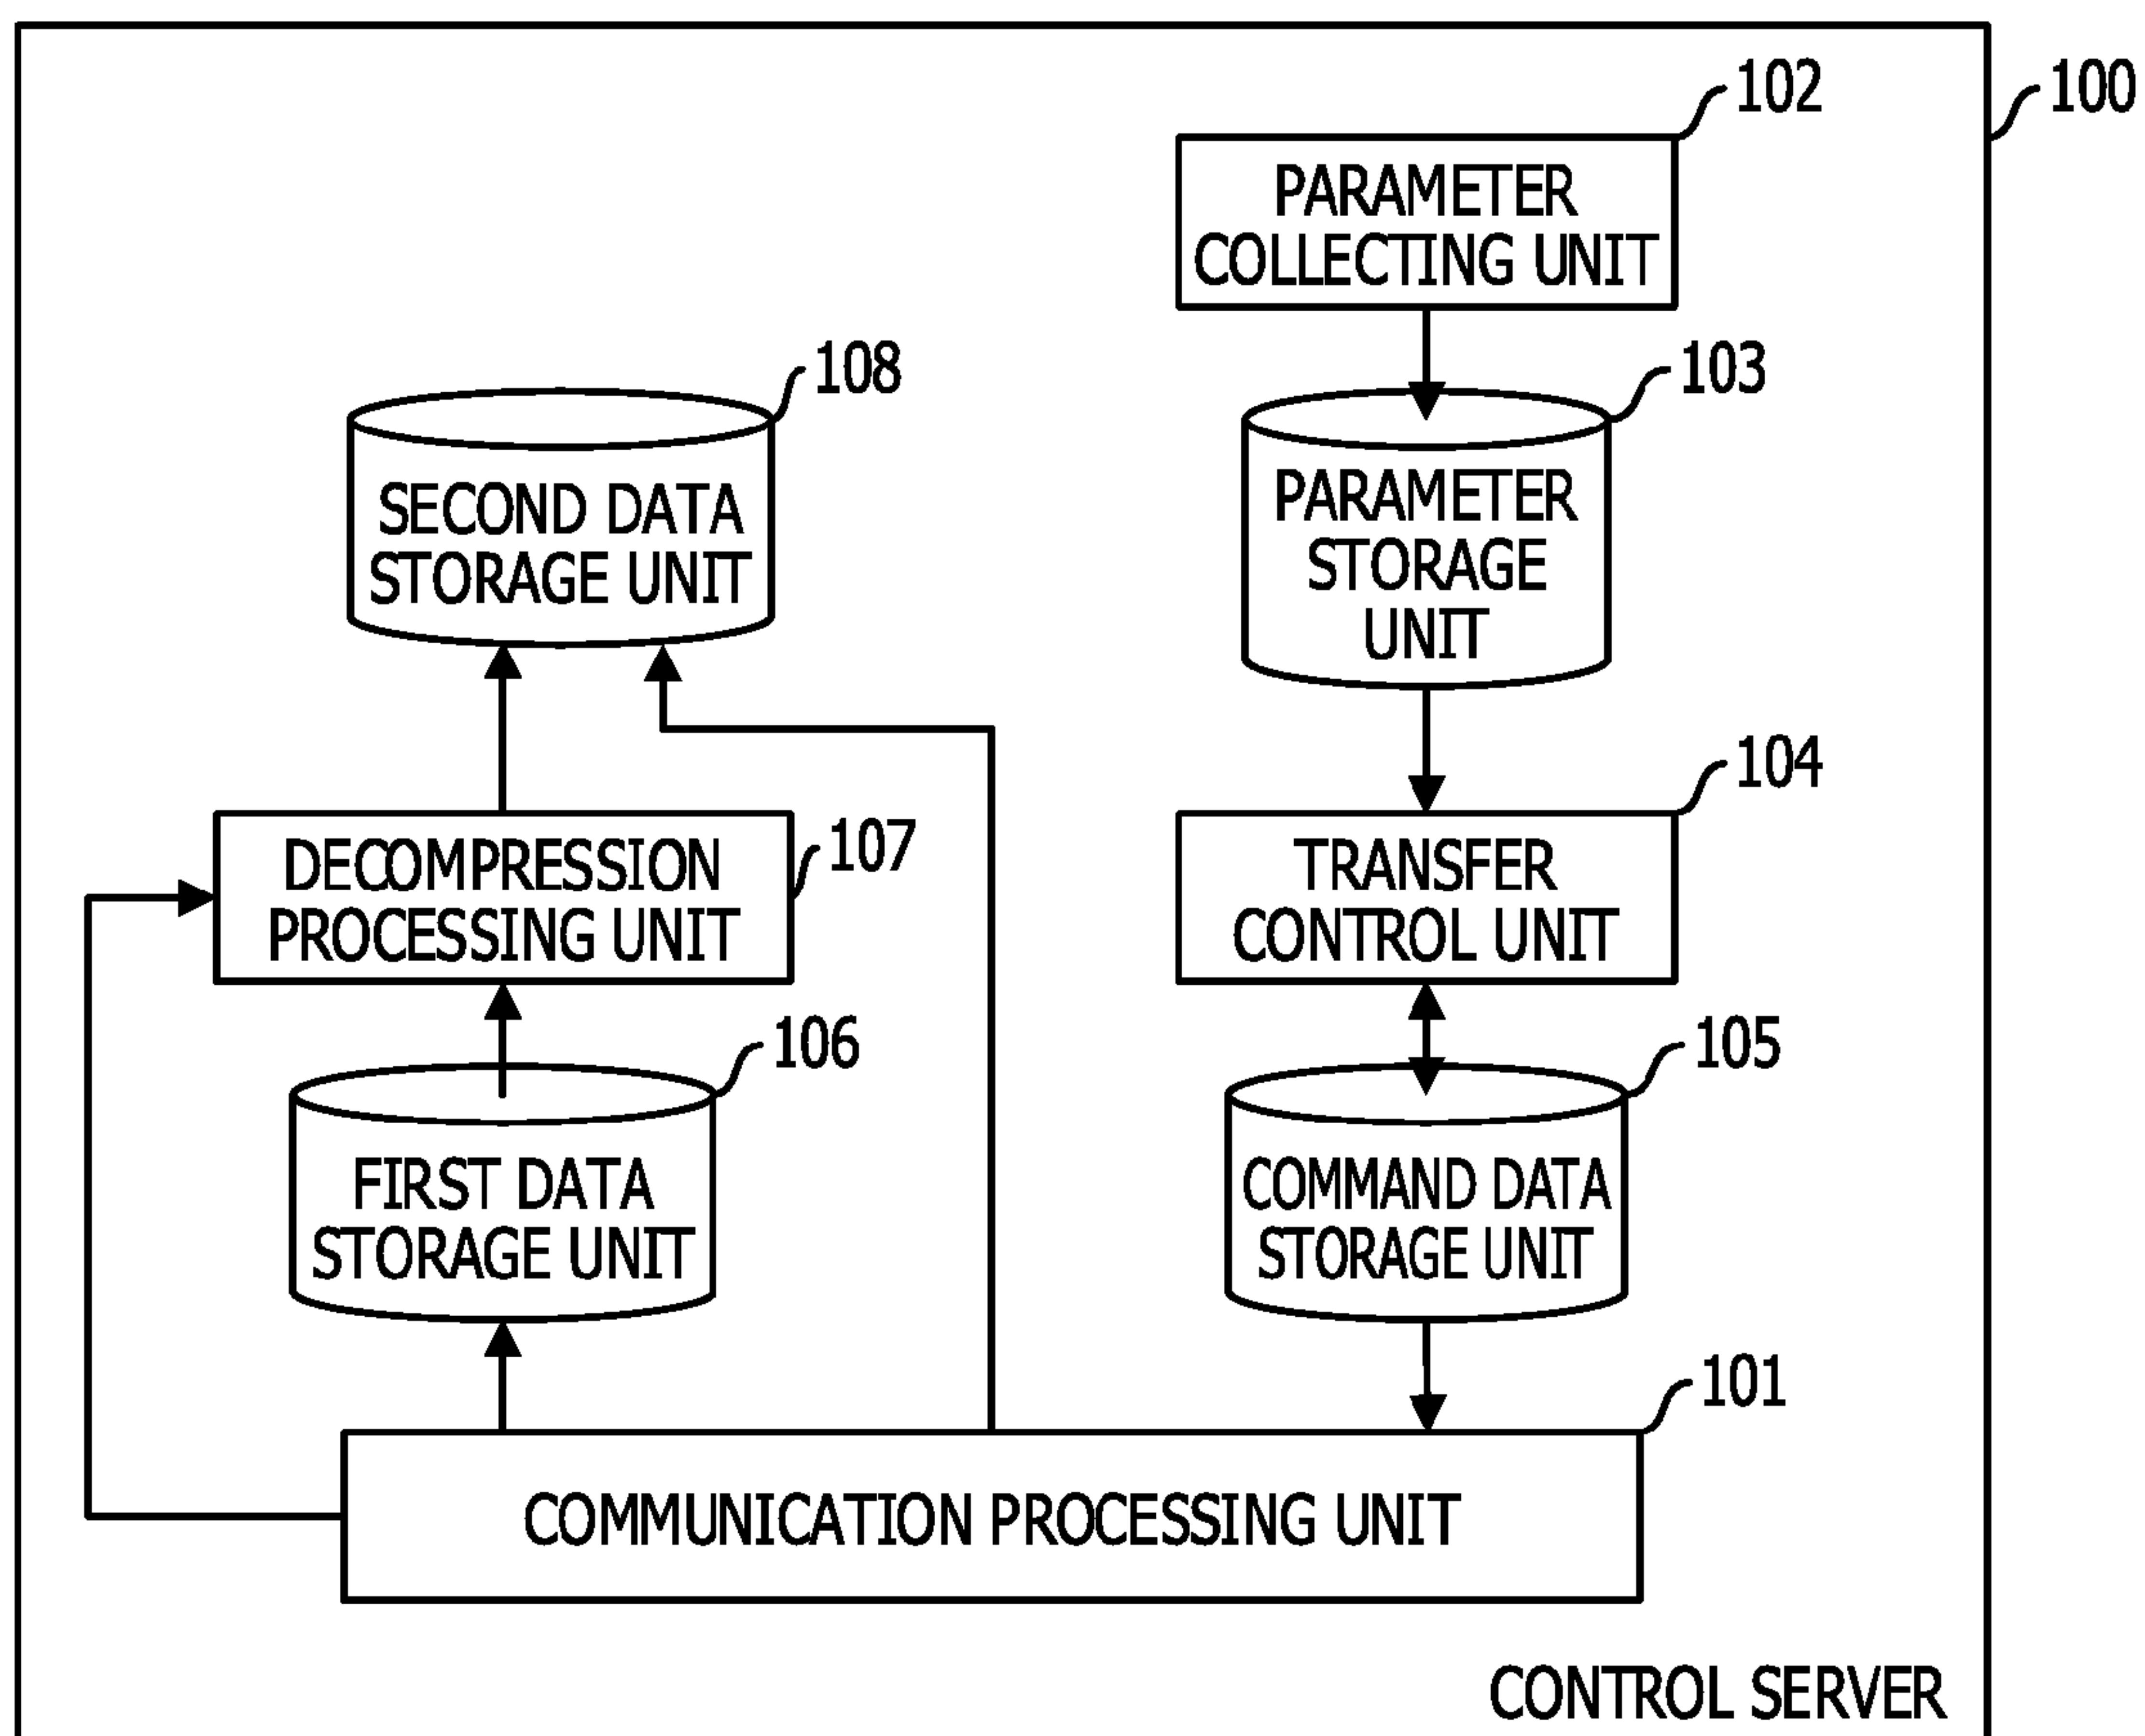 102
100
PARAMETER
COLLECTING UNIT
108
103
SECOND DATA
STORAGE UNIT
PARAMETER
STORAGE
UNIT
104
107
DECOMPRESSION
PROCESSING UNIT
TRANSFER
CONTROL UNIT
106
105
FIRST DATA
STORAGE UNIT
COMMAND DATA
STORAGE UNIT
101
COMMUNICATION PROCESSING UNIT
CONTROL SERVER